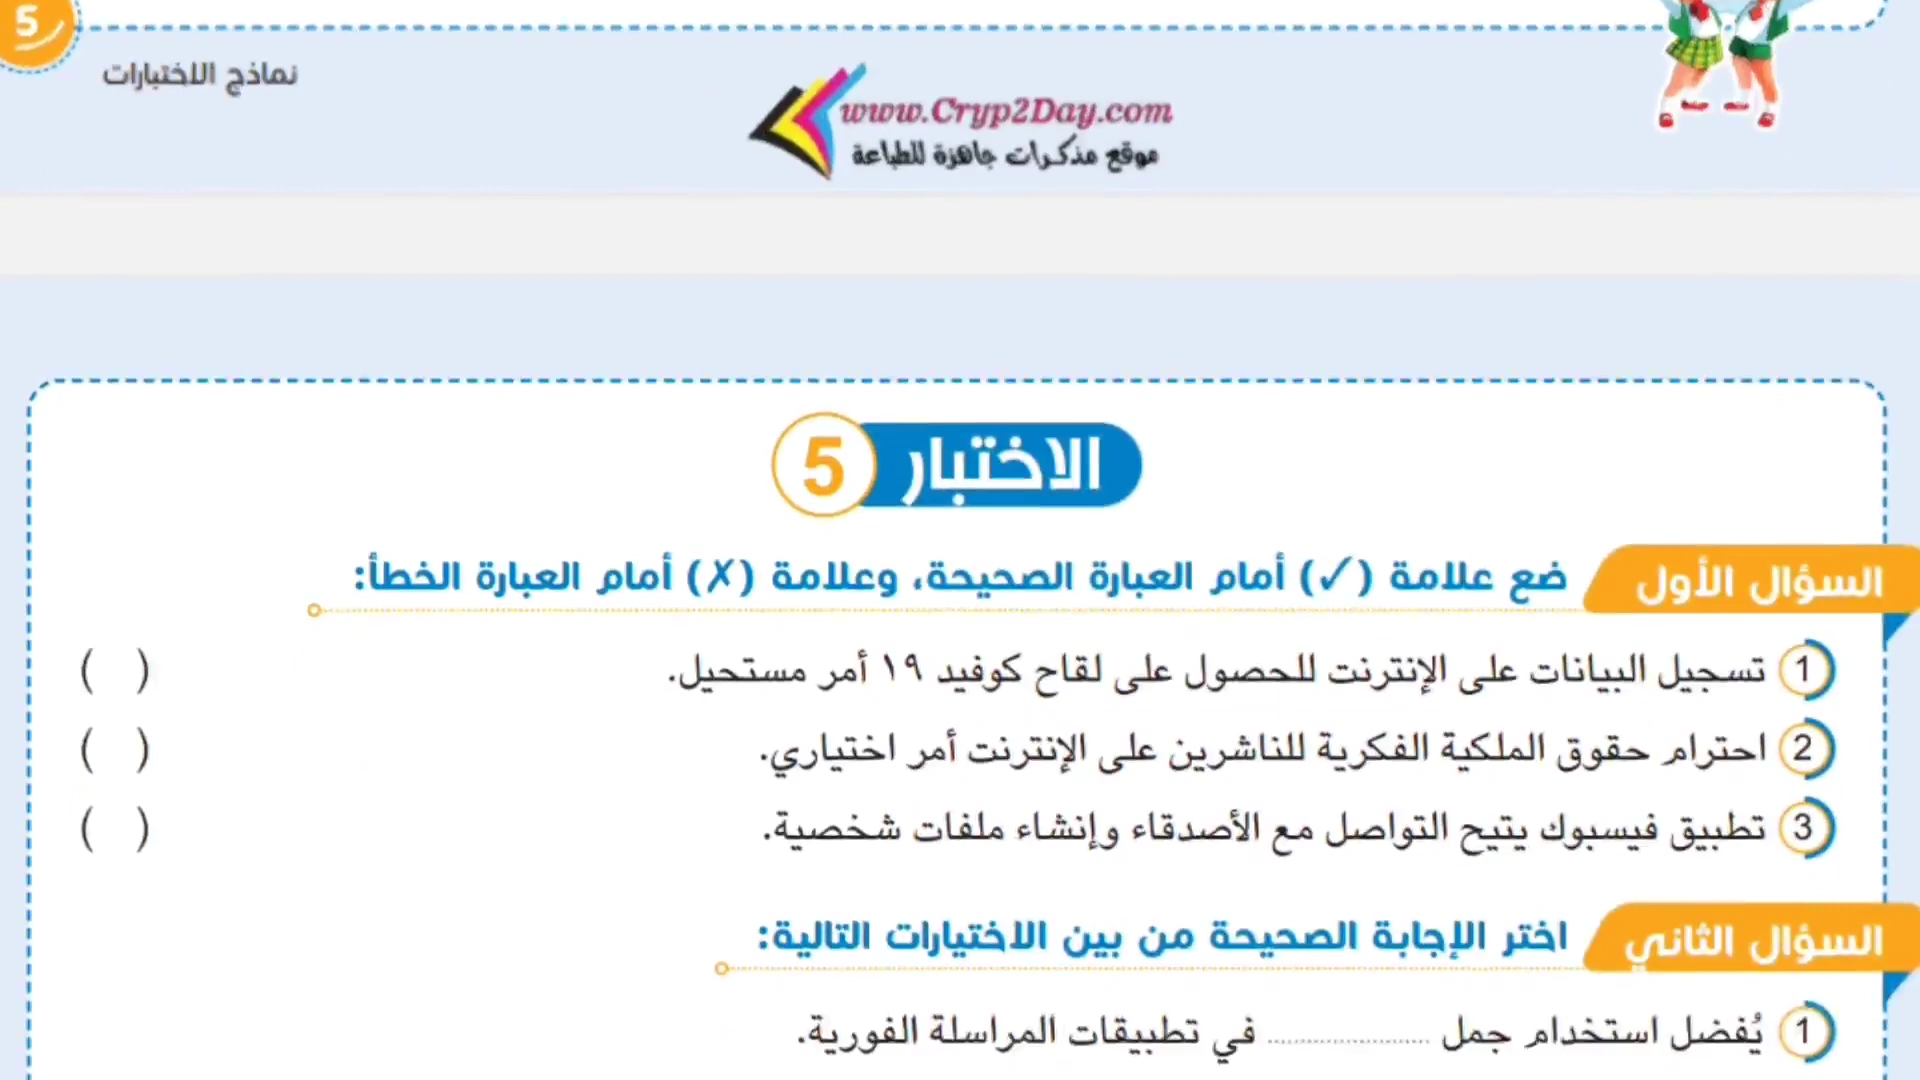 5
نماذج الاختبارات
www.Cryp2Day.com
موقع مذكرات جاهزة للطباعة
الاختبار 5
السؤال الأول ضع علامة (✓) أمام العبارة الصحيحة، وعلامة (✗) أمام العبارة الخطأ:
1 تسجيل البيانات على الإنترنت للحصول على لقاح كوفيد ١٩ أمر مستحيل. ( )
2 احترام حقوق الملكية الفكرية للناشرين على الإنترنت أمر اختياري. ( )
3 تطبيق فيسبوك يتيح التواصل مع الأصدقاء وإنشاء ملفات شخصية. ( )
السؤال الثاني اختر الإجابة الصحيحة من بين الاختيارات التالية:
1 يُفضل استخدام جمل .................... في تطبيقات المراسلة الفورية.